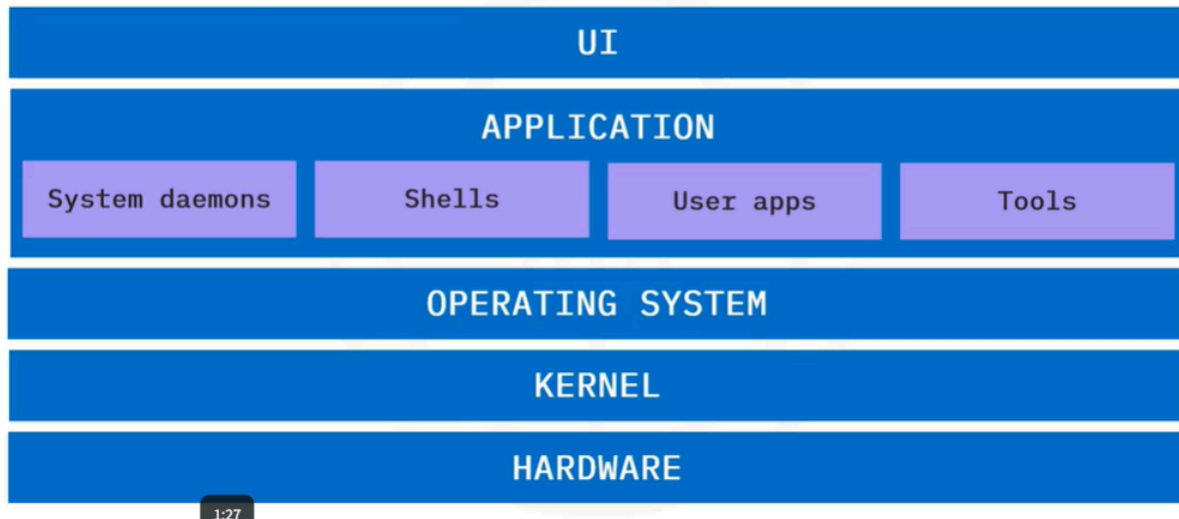 UI
APPLICATION
System daemons
Shells
User apps
Tools
OPERATING SYSTEM
KERNEL
HARDWARE
1:27